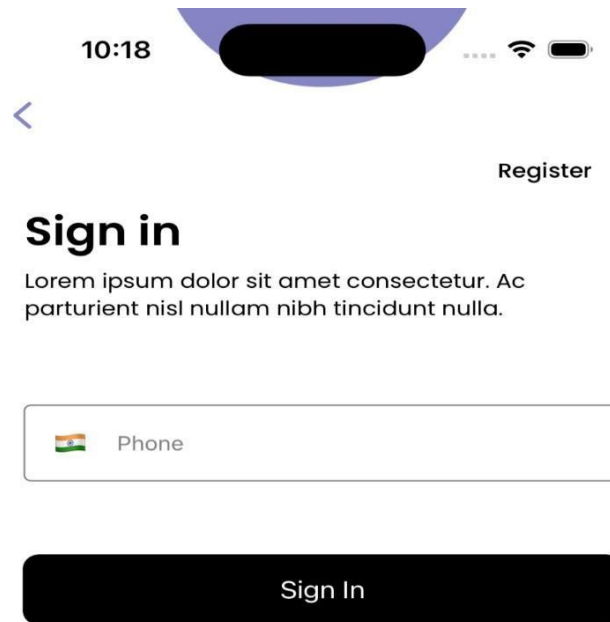 10:18
Register
Sign in
Lorem ipsum dolor sit amet consectetur. Ac
parturient nisl nullam nibh tincidunt nulla.
Phone
Sign In